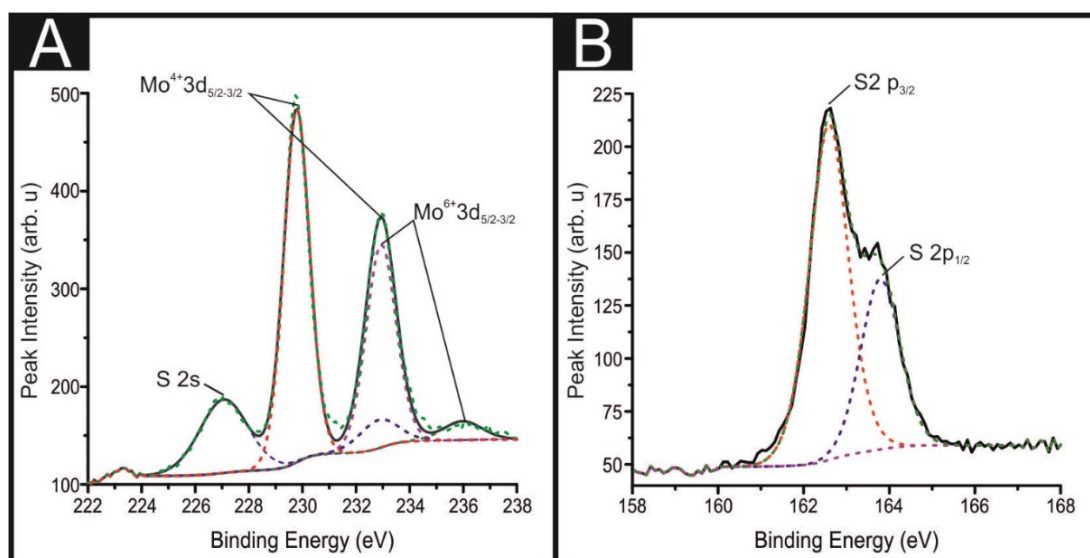 A
Mo4+3d5/2-3/2
Mo6+3d5/2-3/2
S 2s
Peak Intensity (arb. u)
500
400
300
200
100
222 224 226 228 230 232 234 236 238
Binding Energy (eV)
B
S2 p3/2
S 2p1/2
Peak Intensity (arb. u)
225
200
175
150
125
100
75
50
158 160 162 164 166 168
Binding Energy (eV)